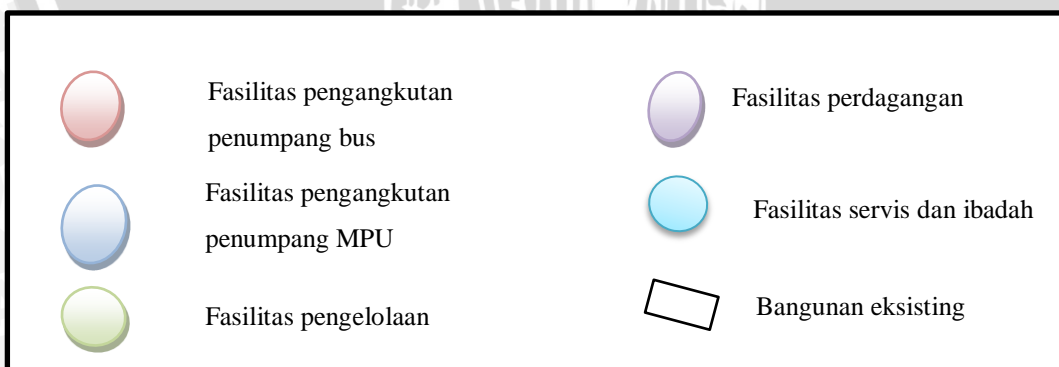 Fasilitas pengangkutan
penumpang bus
Fasilitas pengangkutan
penumpang MPU
Fasilitas pengelolaan
Fasilitas perdagangan
Fasilitas servis dan ibadah
Bangunan eksisting